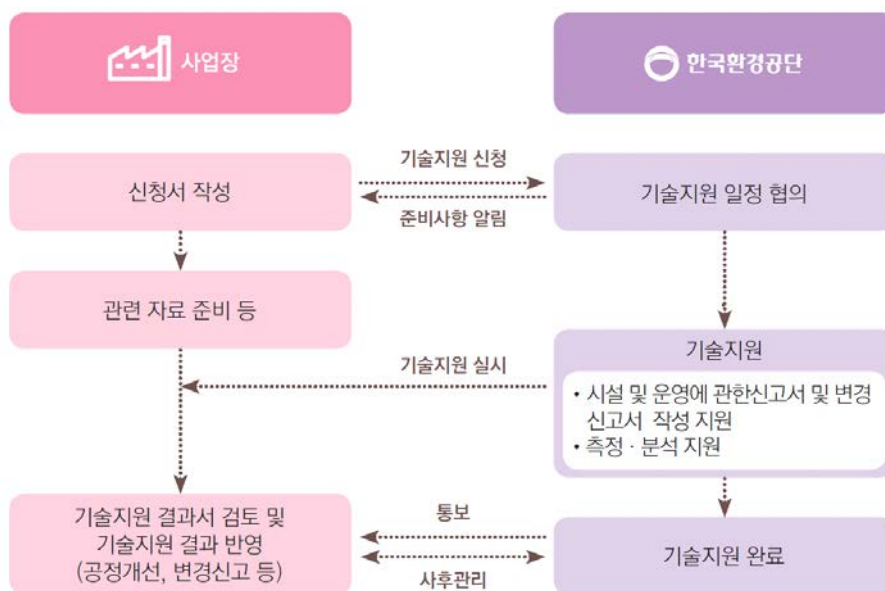 사업장
한국환경공단
신청서 작성
기술지원 신청
준비사항 알림
기술지원 일정 협의
관련 자료 준비 등
기술지원 실시
기술지원
• 시설 및 운영에 관한신고서 및 변경
신고서 작성 지원
• 측정 · 분석 지원
기술지원 결과서 검토 및
기술지원 결과 반영
(공정개선, 변경신고 등)
통보
사후관리
기술지원 완료